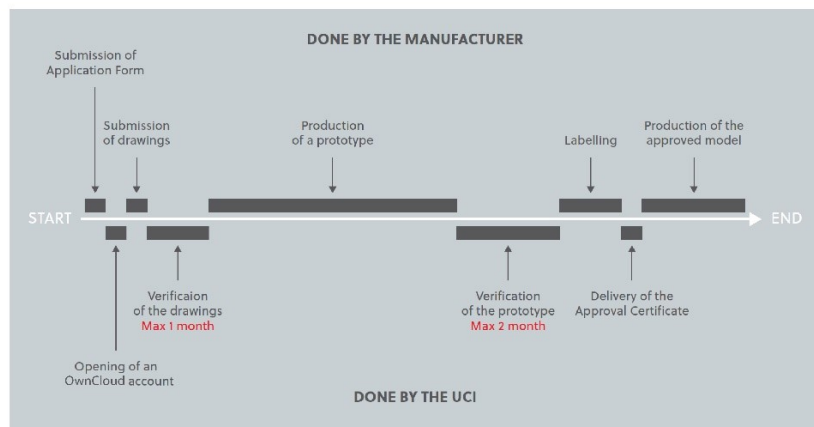 DONE BY THE MANUFACTURER
Submission of
Application Form
Submission
of drawings
Production
of a prototype
Labelling
Production of the
approved model
START
END
Verificaion
of the drawings
Max 1 month
Verification
of the prototype
Max 2 month
Delivery of the
Approval Certificate
Opening of an
OwnCloud account
DONE BY THE UCI